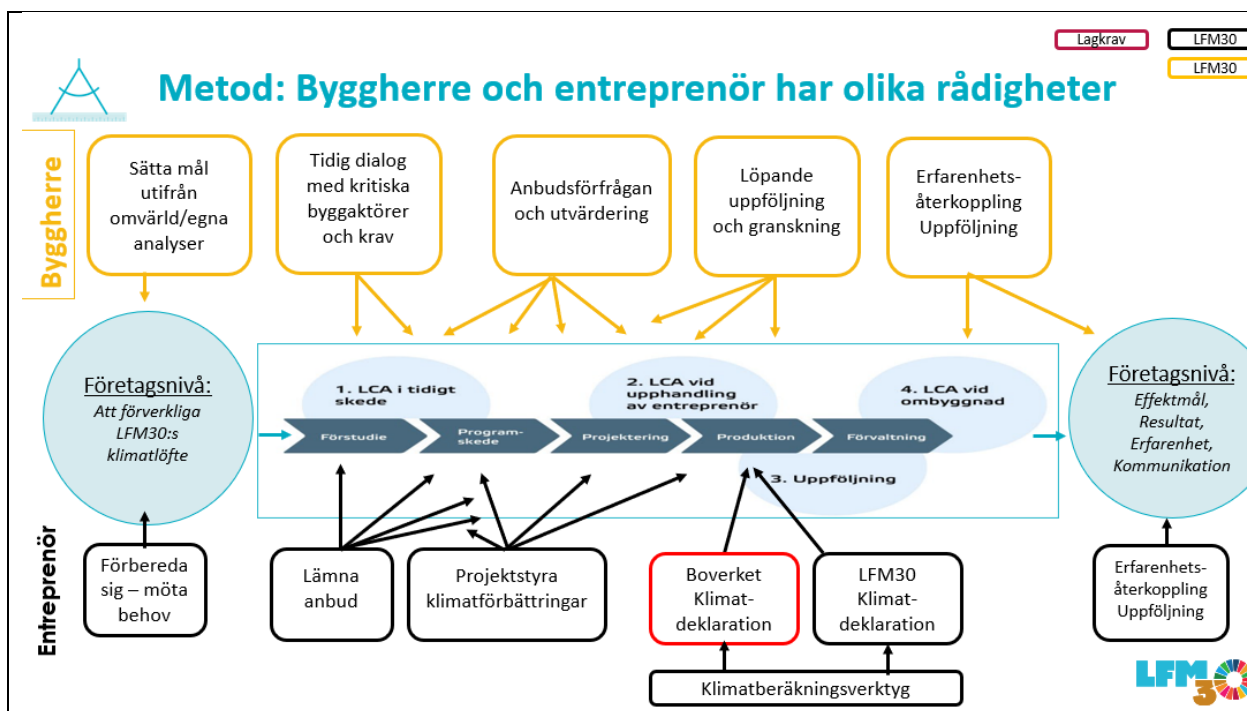 Lagkrav
LFM30
LFM30
Metod: Byggherre och entreprenör har olika rådigheter
Byggherre
Sätta mål
utifrån
omvärld/egna
analyser
Tidig dialog
med kritiska
byggaktörer
och krav
Anbudsförfrågan
och utvärdering
Löpande
uppföljning
och granskning
Erfarenhets-
återkoppling
Uppföljning
Företagsnivå:
Att förverkliga
LFM30:s
klimatlöfte
1. LCA i tidigt
skede
2. LCA vid
upphandling
av entreprenör
4. LCA vid
ombyggnad
Förstudie
Program-
skede
Projektering
Produktion
Förvaltning
3. Uppföljning
Företagsnivå:
Effektmål,
Resultat,
Erfarenhet,
Kommunikation
Entreprenör
Förbereda
sig – möta
behov
Lämna
anbud
Projektstyra
klimatförbättringar
Boverket
Klimat-
deklaration
LFM30
Klimat-
deklaration
Erfarenhets-
återkoppling
Uppföljning
Klimatberäkningsverktyg
LFM30